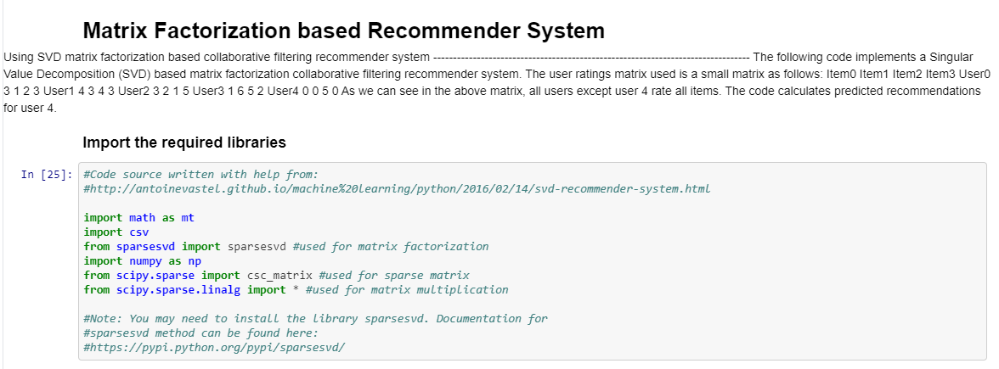 Matrix Factorization based Recommender System
Using SVD matrix factorization based collaborative filtering recommender system -------------------------------------------------------------------------------- The following code implements a Singular
Value Decomposition (SVD) based matrix factorization collaborative filtering recommender system. The user ratings matrix used is a small matrix as follows: Item0 Item1 Item2 Item3 User0
3 1 2 3 User1 4 3 4 3 User2 3 2 1 5 User3 1 6 5 2 User4 0 0 5 0 As we can see in the above matrix, all users except user 4 rate all items. The code calculates predicted recommendations
for user 4.
Import the required libraries
In [25]: #Code source written with help from:
#http://antoinevastel.github.io/machine%20learning/python/2016/02/14/svd-recommender-system.html
import math as mt
import csv
from sparsesvd import sparsesvd #used for matrix factorization
import numpy as np
from scipy.sparse import csc_matrix #used for sparse matrix
from scipy.sparse.linalg import * #used for matrix multiplication
#Note: You may need to install the library sparsesvd. Documentation for
#sparsesvd method can be found here:
#https://pypi.python.org/pypi/sparsesvd/